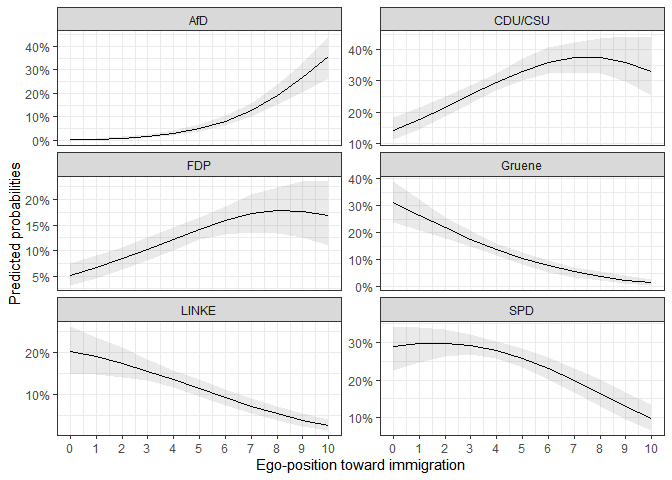 AfD
CDU/CSU
40%
30%
20%
10%
0%
40%
30%
20%
10%
FDP
Gruene
20%
15%
10%
5%
40%
30%
20%
10%
0%
LINKE
SPD
20%
10%
30%
20%
10%
0 1 2 3 4 5 6 7 8 9 10
0 1 2 3 4 5 6 7 8 9 10
Predicted probabilities
Ego-position toward immigration